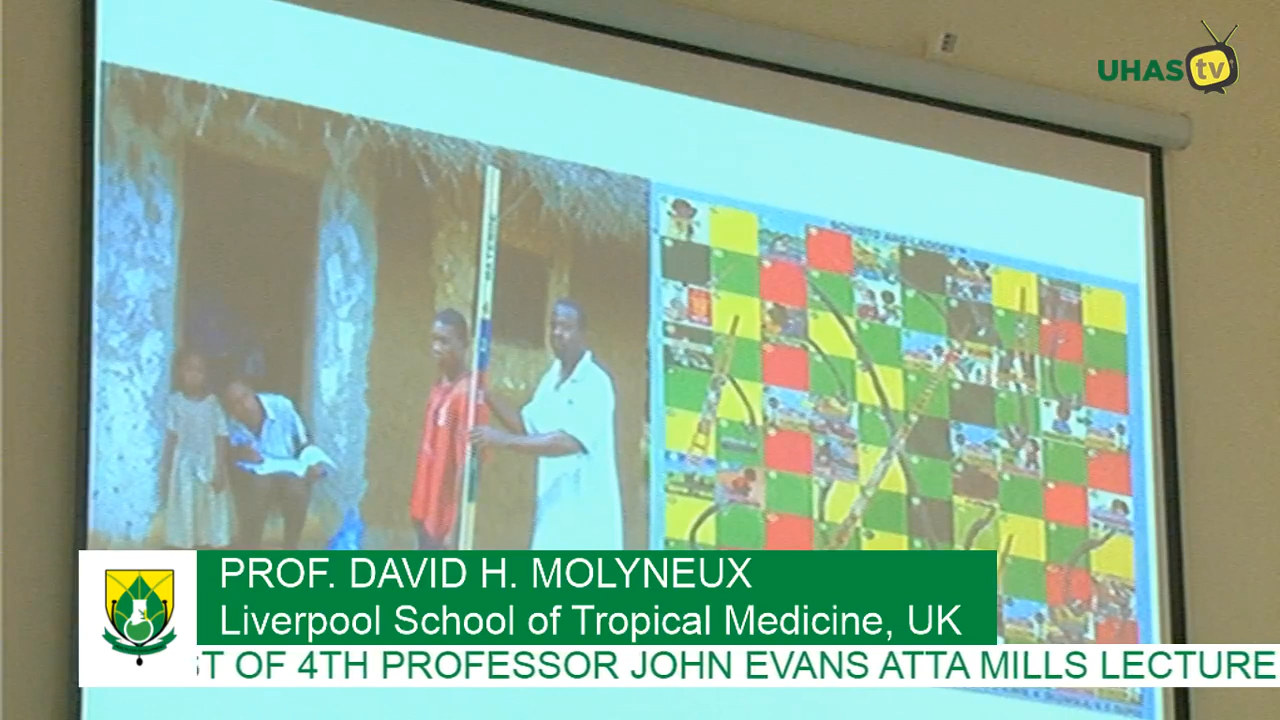 UHAS tv
PROF. DAVID H. MOLYNEUX
Liverpool School of Tropical Medicine, UK
ST OF 4TH PROFESSOR JOHN EVANS ATTA MILLS LECTURE